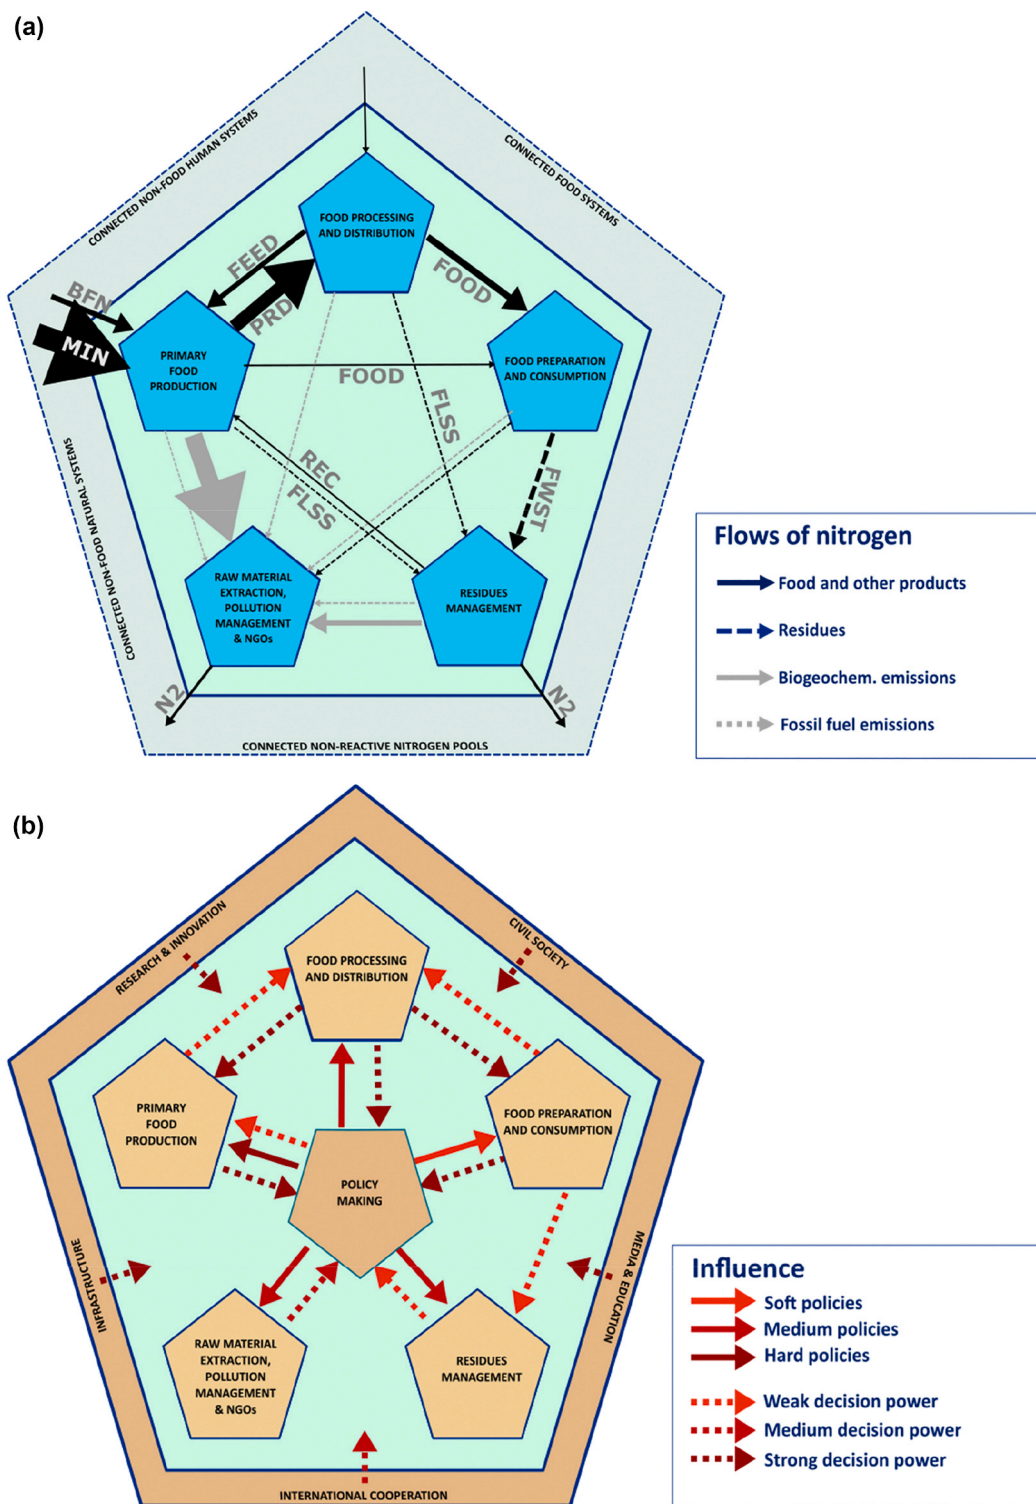 (a)
CONNECTED NON-FOOD HUMAN SYSTEMS
CONNECTED FOOD SYSTEMS
FOOD PROCESSING
AND DISTRIBUTION
FEED
PRD
FOOD
BFN
MIN
PRIMARY
FOOD
PRODUCTION
FOOD
FOOD PREPARATION
AND CONSUMPTION
FLSS
REC
FLSS
FWST
CONNECTED NON-FOOD NATURAL SYSTEMS
RAW MATERIAL
EXTRACTION,
POLLUTION
MANAGEMENT
& NGOs
RESIDUES
MANAGEMENT
N2
N2
CONNECTED NON-REACTIVE NITROGEN POOLS
Flows of nitrogen
Food and other products
Residues
Biogeochem. emissions
Fossil fuel emissions
(b)
RESEARCH & INNOVATION
CIVIL SOCIETY
FOOD PROCESSING
AND DISTRIBUTION
PRIMARY
FOOD
PRODUCTION
FOOD PREPARATION
AND CONSUMPTION
POLICY
MAKING
INFRASTRUCTURE
MEDIA & EDUCATION
RAW MATERIAL
EXTRACTION,
POLLUTION
MANAGEMENT
& NGOs
RESIDUES
MANAGEMENT
INTERNATIONAL COOPERATION
Influence
Soft policies
Medium policies
Hard policies
Weak decision power
Medium decision power
Strong decision power